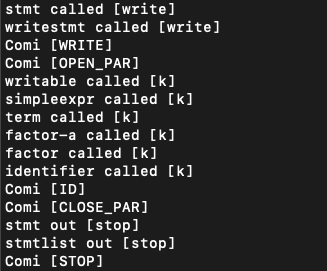 stmt called [write]
writestmt called [write]
Comi [WRITE]
Comi [OPEN_PAR]
writable called [k]
simpleexpr called [k]
term called [k]
factor-a called [k]
factor called [k]
identifier called [k]
Comi [ID]
Comi [CLOSE_PAR]
stmt out [stop]
stmtlist out [stop]
Comi [STOP]